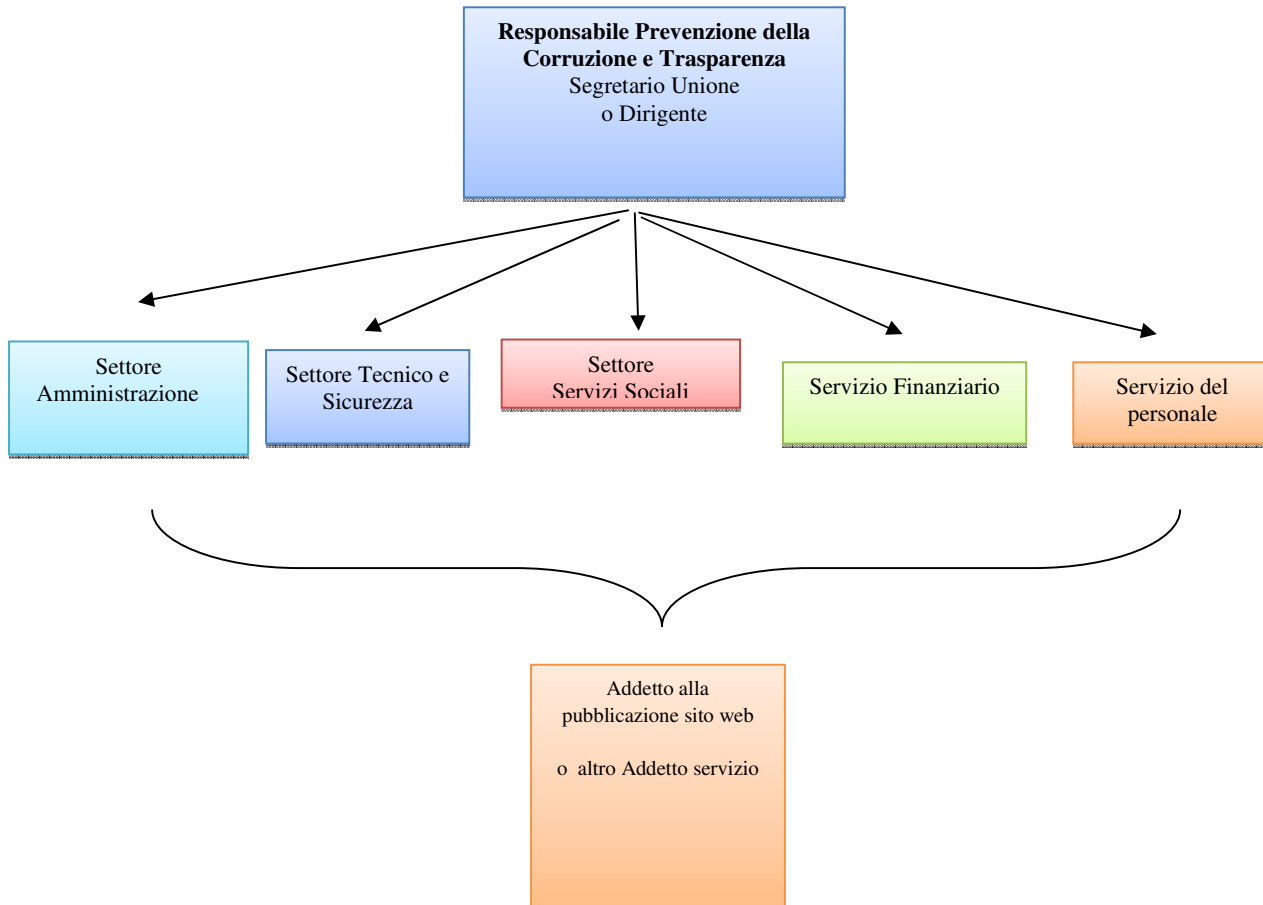 Responsabile Prevenzione della
Corruzione e Trasparenza
Segretario Unione
o Dirigente
Settore
Amministrazione
Settore Tecnico e
Sicurezza
Settore
Servizi Sociali
Servizio Finanziario
Servizio del
personale
Addetto alla
pubblicazione sito web
o altro Addetto servizio